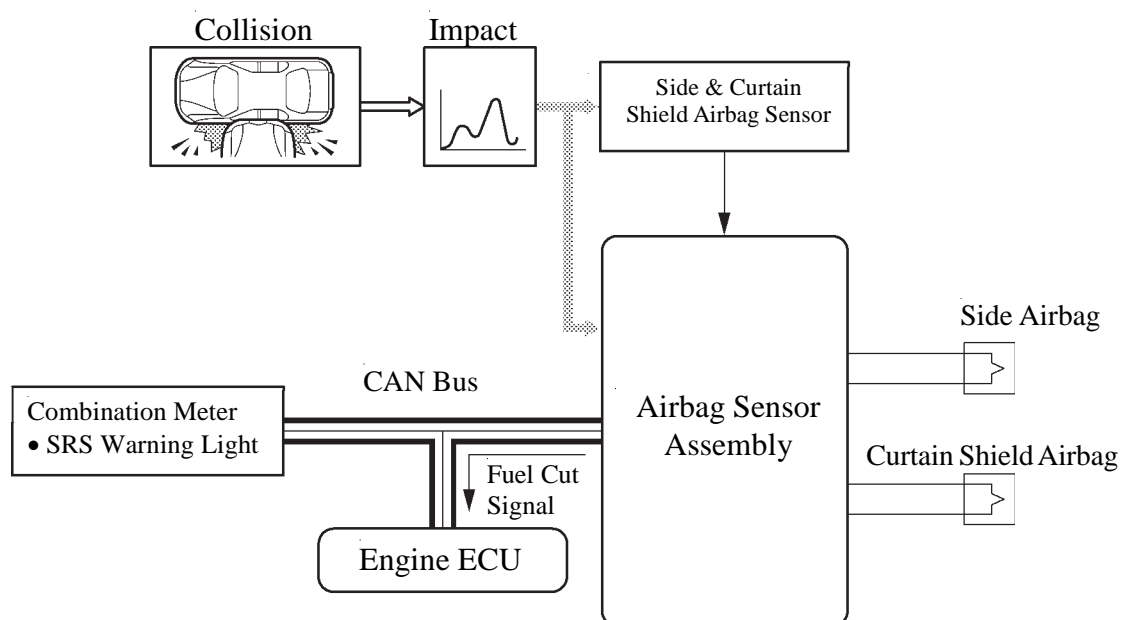 Collision
Impact
Side & Curtain
Shield Airbag Sensor
Side Airbag
CAN Bus
Combination Meter
• SRS Warning Light
Airbag Sensor
Assembly
Curtain Shield Airbag
Fuel Cut
Signal
Engine ECU